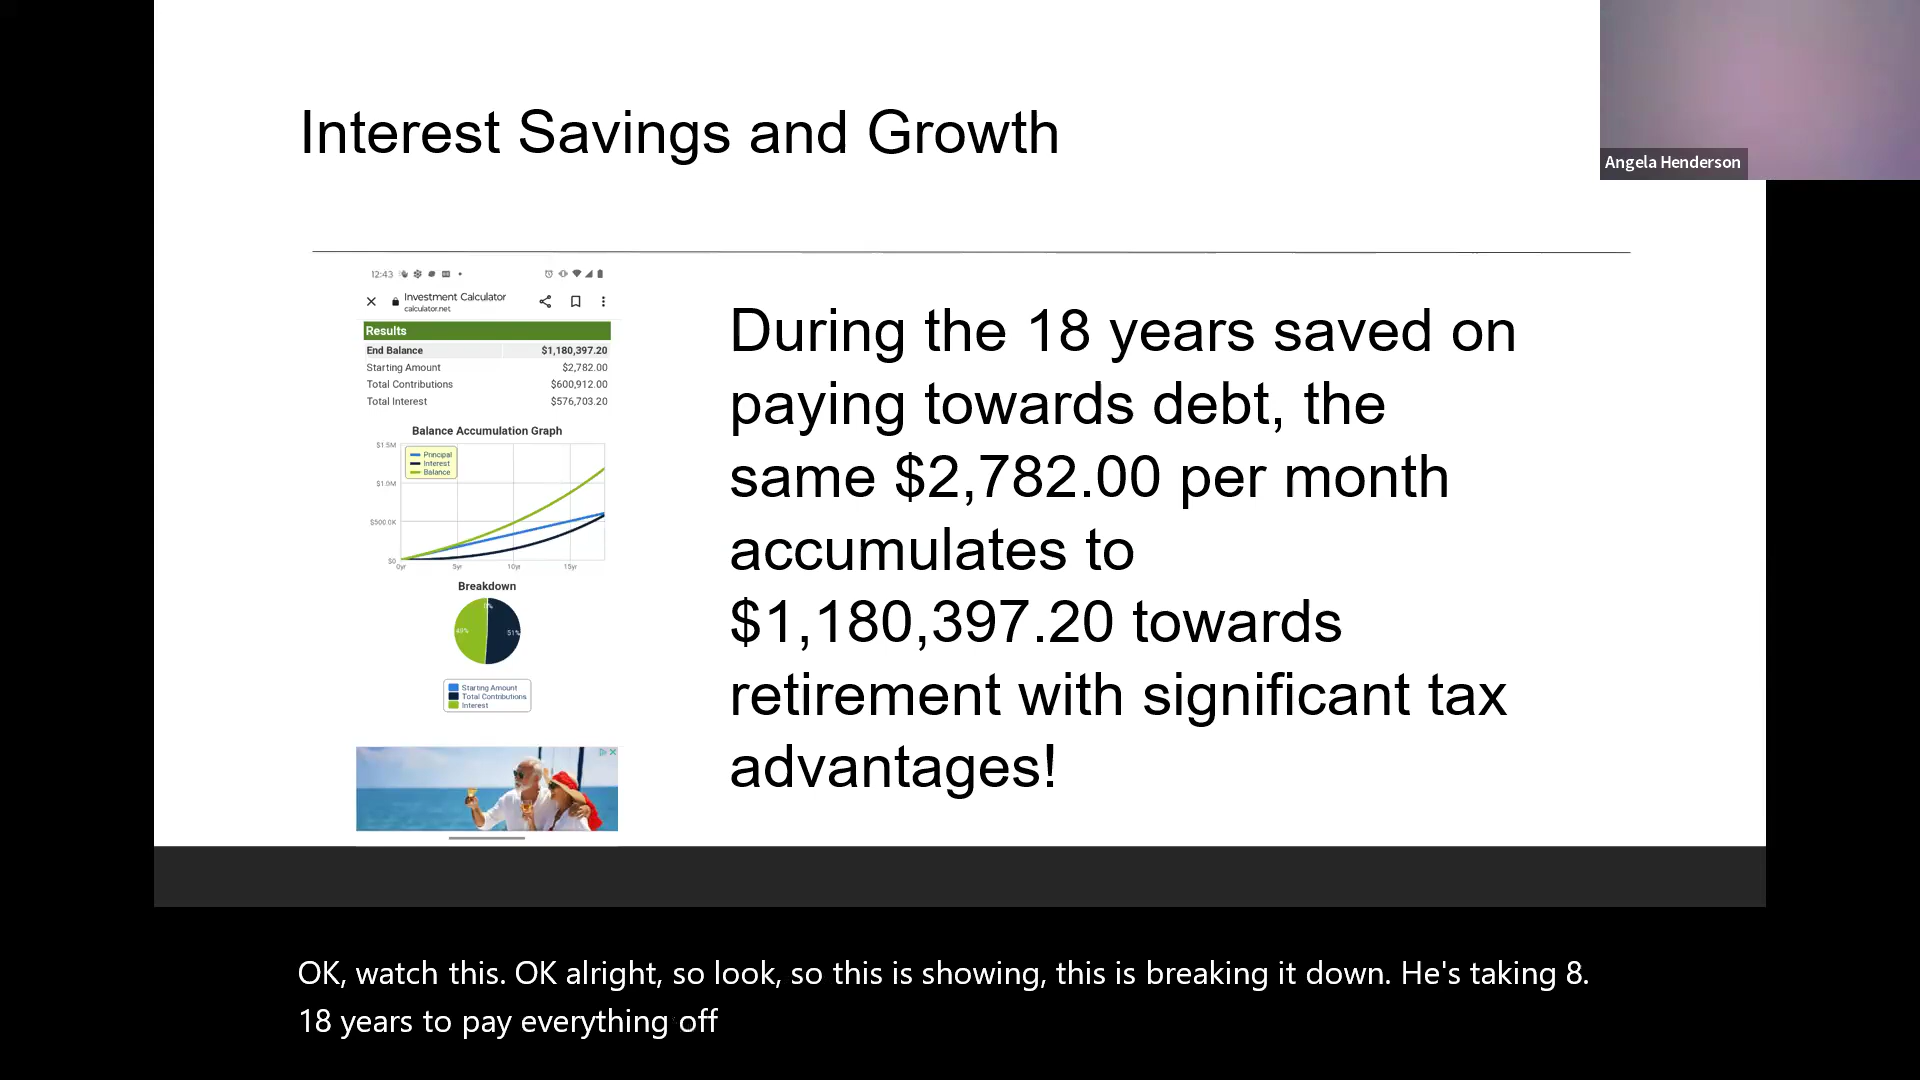 Interest Savings and Growth
Angela Henderson
12:43
Investment Calculator
calculator.net
Results
End Balance $1,180,397.20
Starting Amount $2,782.00
Total Contributions $600,912.00
Total Interest $576,703.20
Balance Accumulation Graph
$1.5M
$1.0M
$500.0K
$0
Principal
Interest
Balance
0yr 5yr 10yr 15yr
Breakdown
49%
51%
Starting Amount
Total Contributions
Interest
During the 18 years saved on
paying towards debt, the
same $2,782.00 per month
accumulates to
$1,180,397.20 towards
retirement with significant tax
advantages!
OK, watch this. OK alright, so look, so this is showing, this is breaking it down. He's taking 8.
18 years to pay everything off